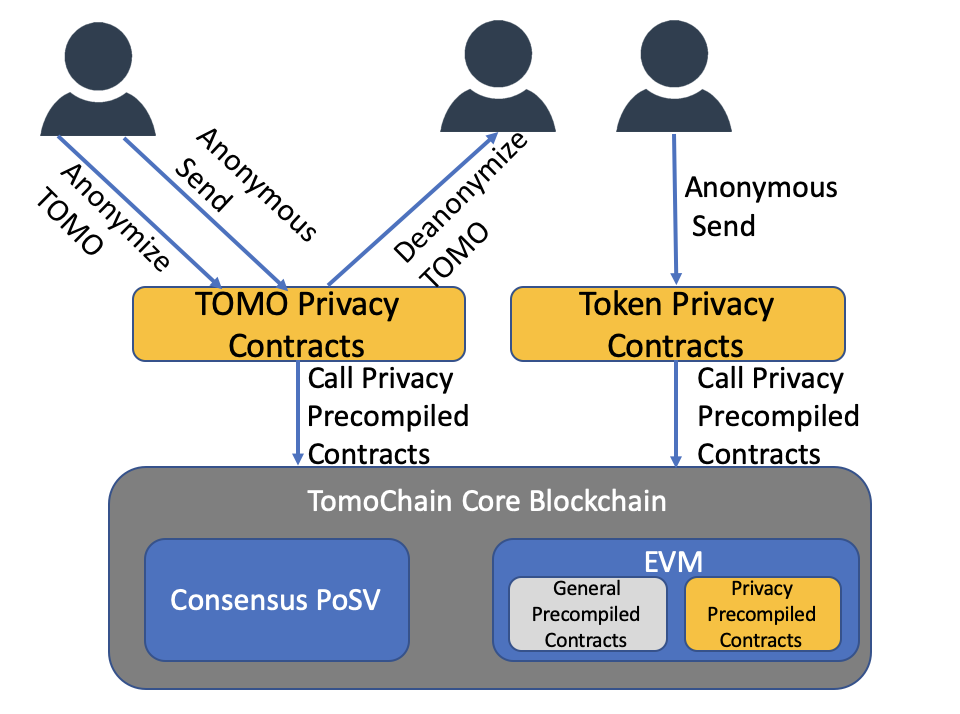 Anonymize
TOMO
Anonymous
Send
Deanonymize
TOMO
Anonymous
Send
TOMO Privacy
Contracts
Token Privacy
Contracts
Call Privacy
Precompiled
Contracts
Call Privacy
Precompiled
Contracts
TomoChain Core Blockchain
Consensus PoSV
EVM
General
Precompiled
Contracts
Privacy
Precompiled
Contracts